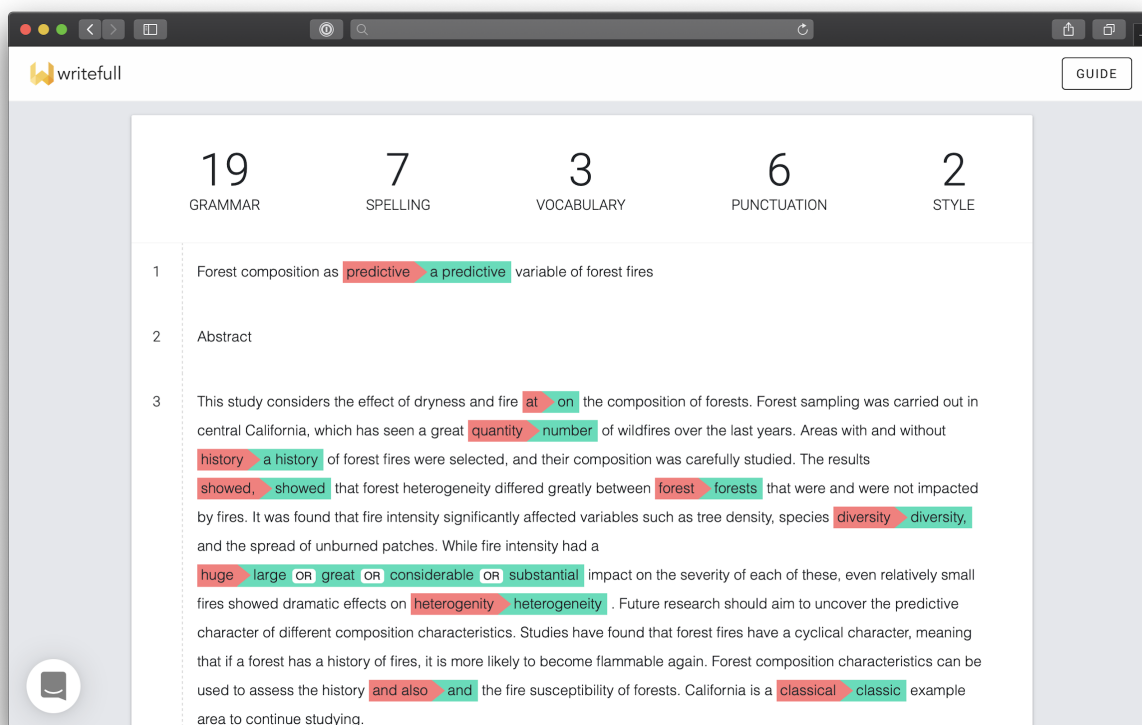 writefull
GUIDE
19 7 3 6 2
GRAMMAR SPELLING VOCABULARY PUNCTUATION STYLE
1 Forest composition as predictive a predictive variable of forest fires
2 Abstract
3 This study considers the effect of dryness and fire at on the composition of forests. Forest sampling was carried out in
central California, which has seen a great quantity number of wildfires over the last years. Areas with and without
history a history of forest fires were selected, and their composition was carefully studied. The results
showed, showed that forest heterogeneity differed greatly between forest forests that were and were not impacted
by fires. It was found that fire intensity significantly affected variables such as tree density, species diversity diversity,
and the spread of unburned patches. While fire intensity had a
huge large OR great OR considerable OR substantial impact on the severity of each of these, even relatively small
fires showed dramatic effects on heterogenity heterogeneity . Future research should aim to uncover the predictive
character of different composition characteristics. Studies have found that forest fires have a cyclical character, meaning
that if a forest has a history of fires, it is more likely to become flammable again. Forest composition characteristics can be
used to assess the history and also and the fire susceptibility of forests. California is a classical classic example
area to continue studying.